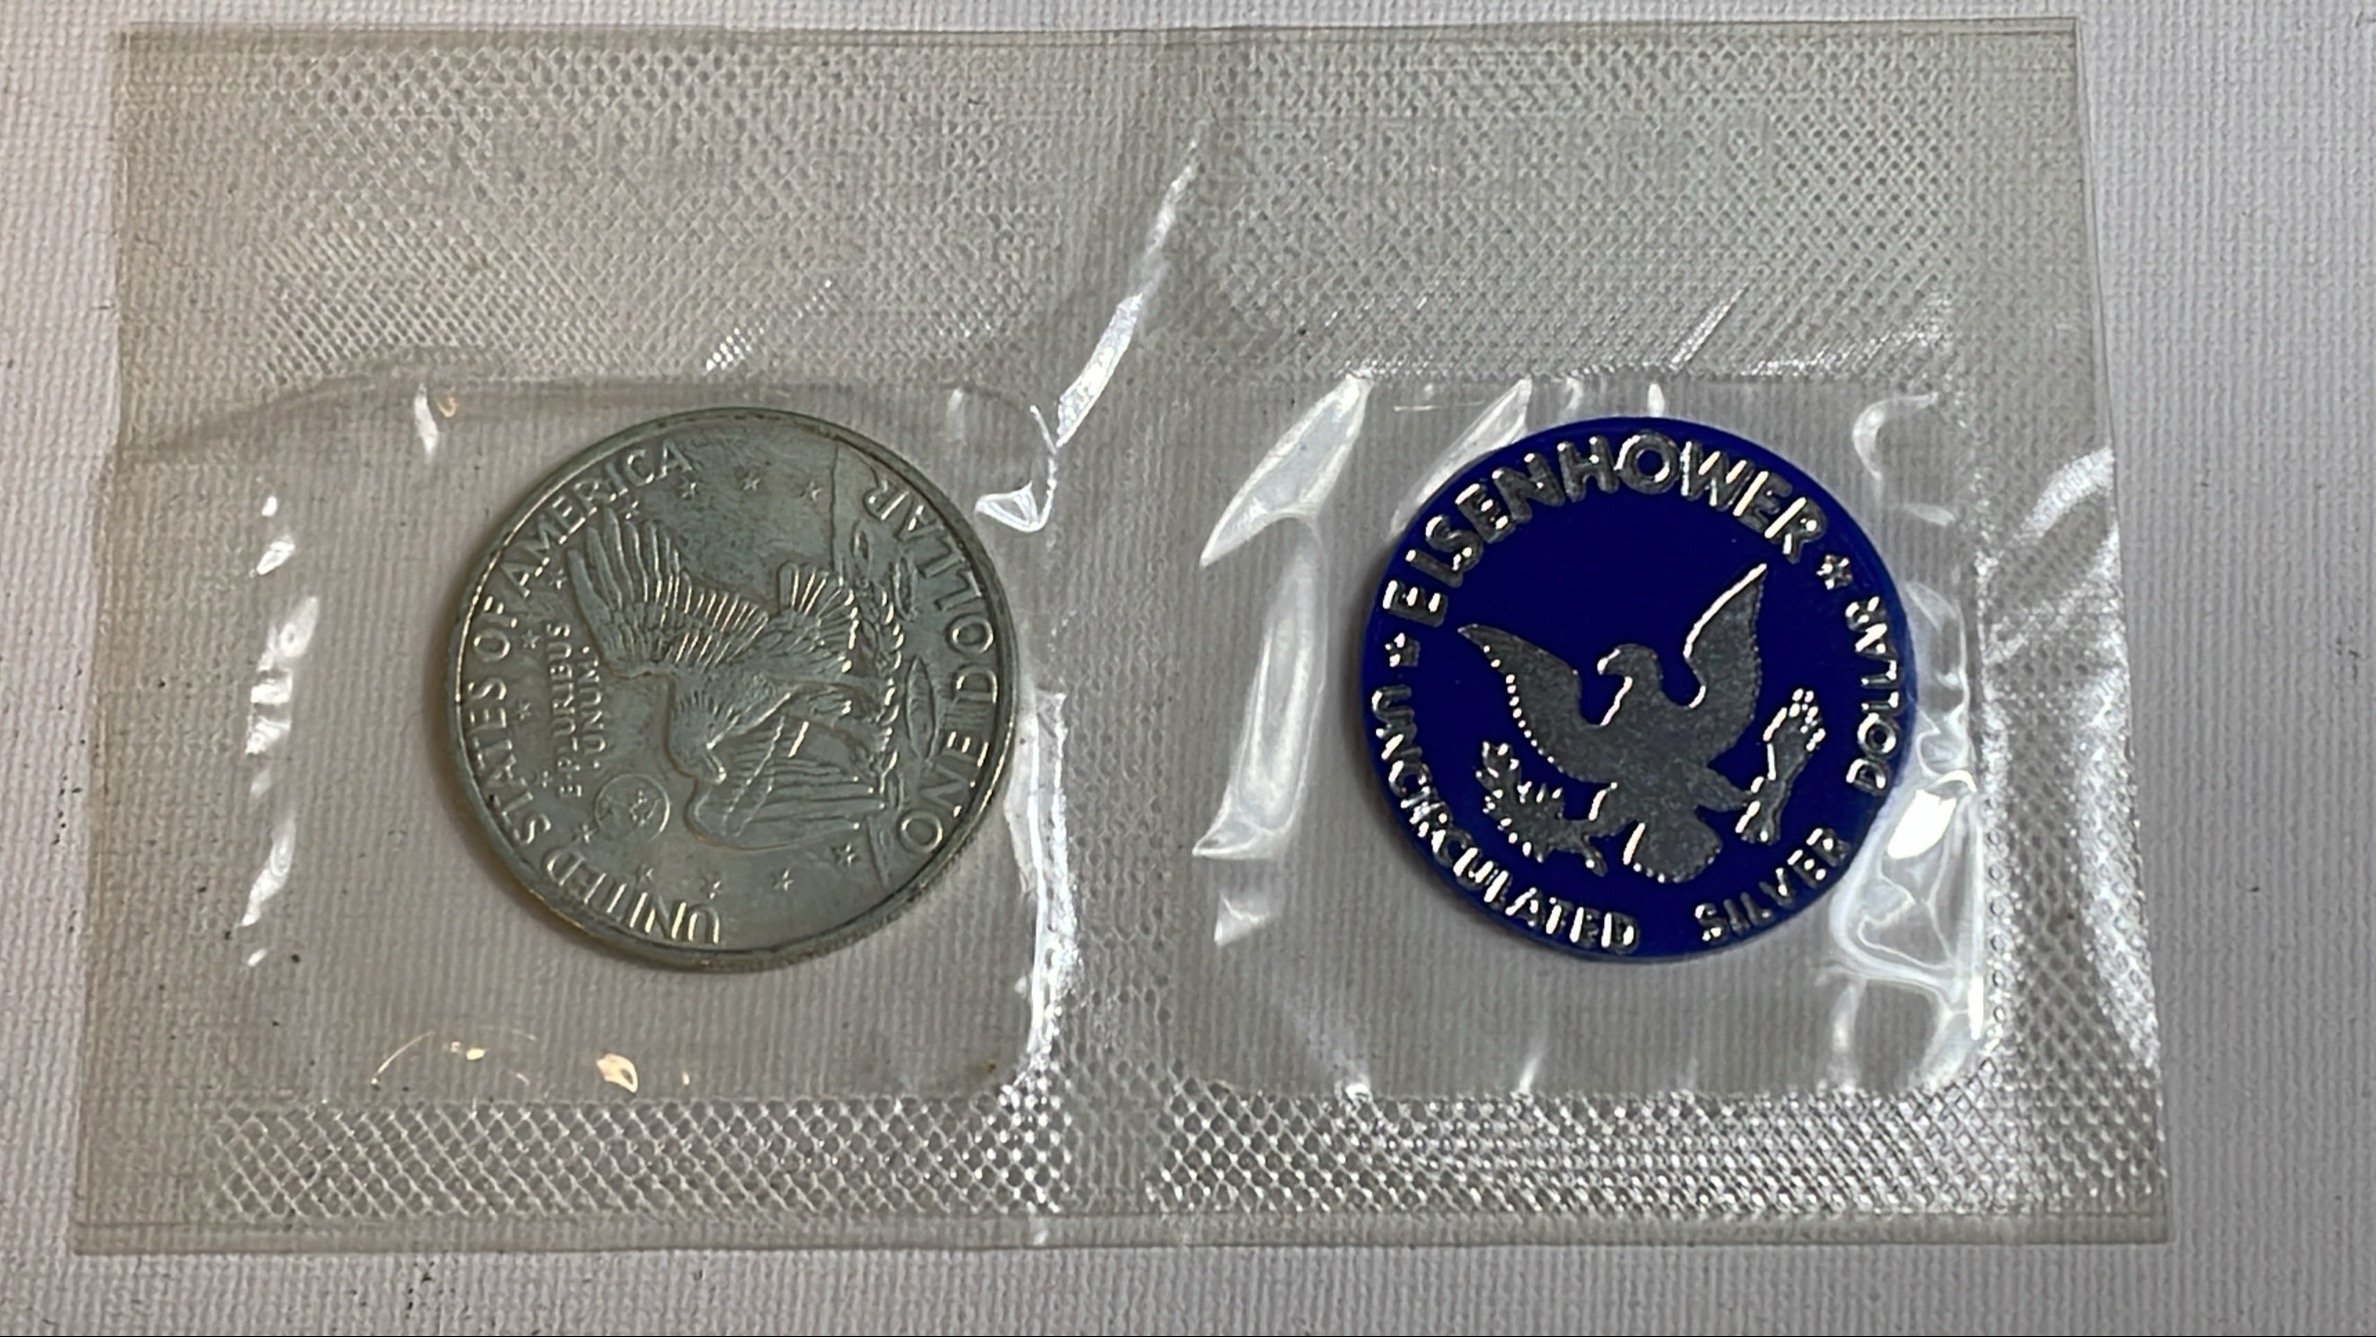 UNITED STATES OF AMERICA
E PLURIBUS
UNUM
ONE DOLLAR
★ EISENHOWER ★
UNCIRCULATED SILVER DOLLAR